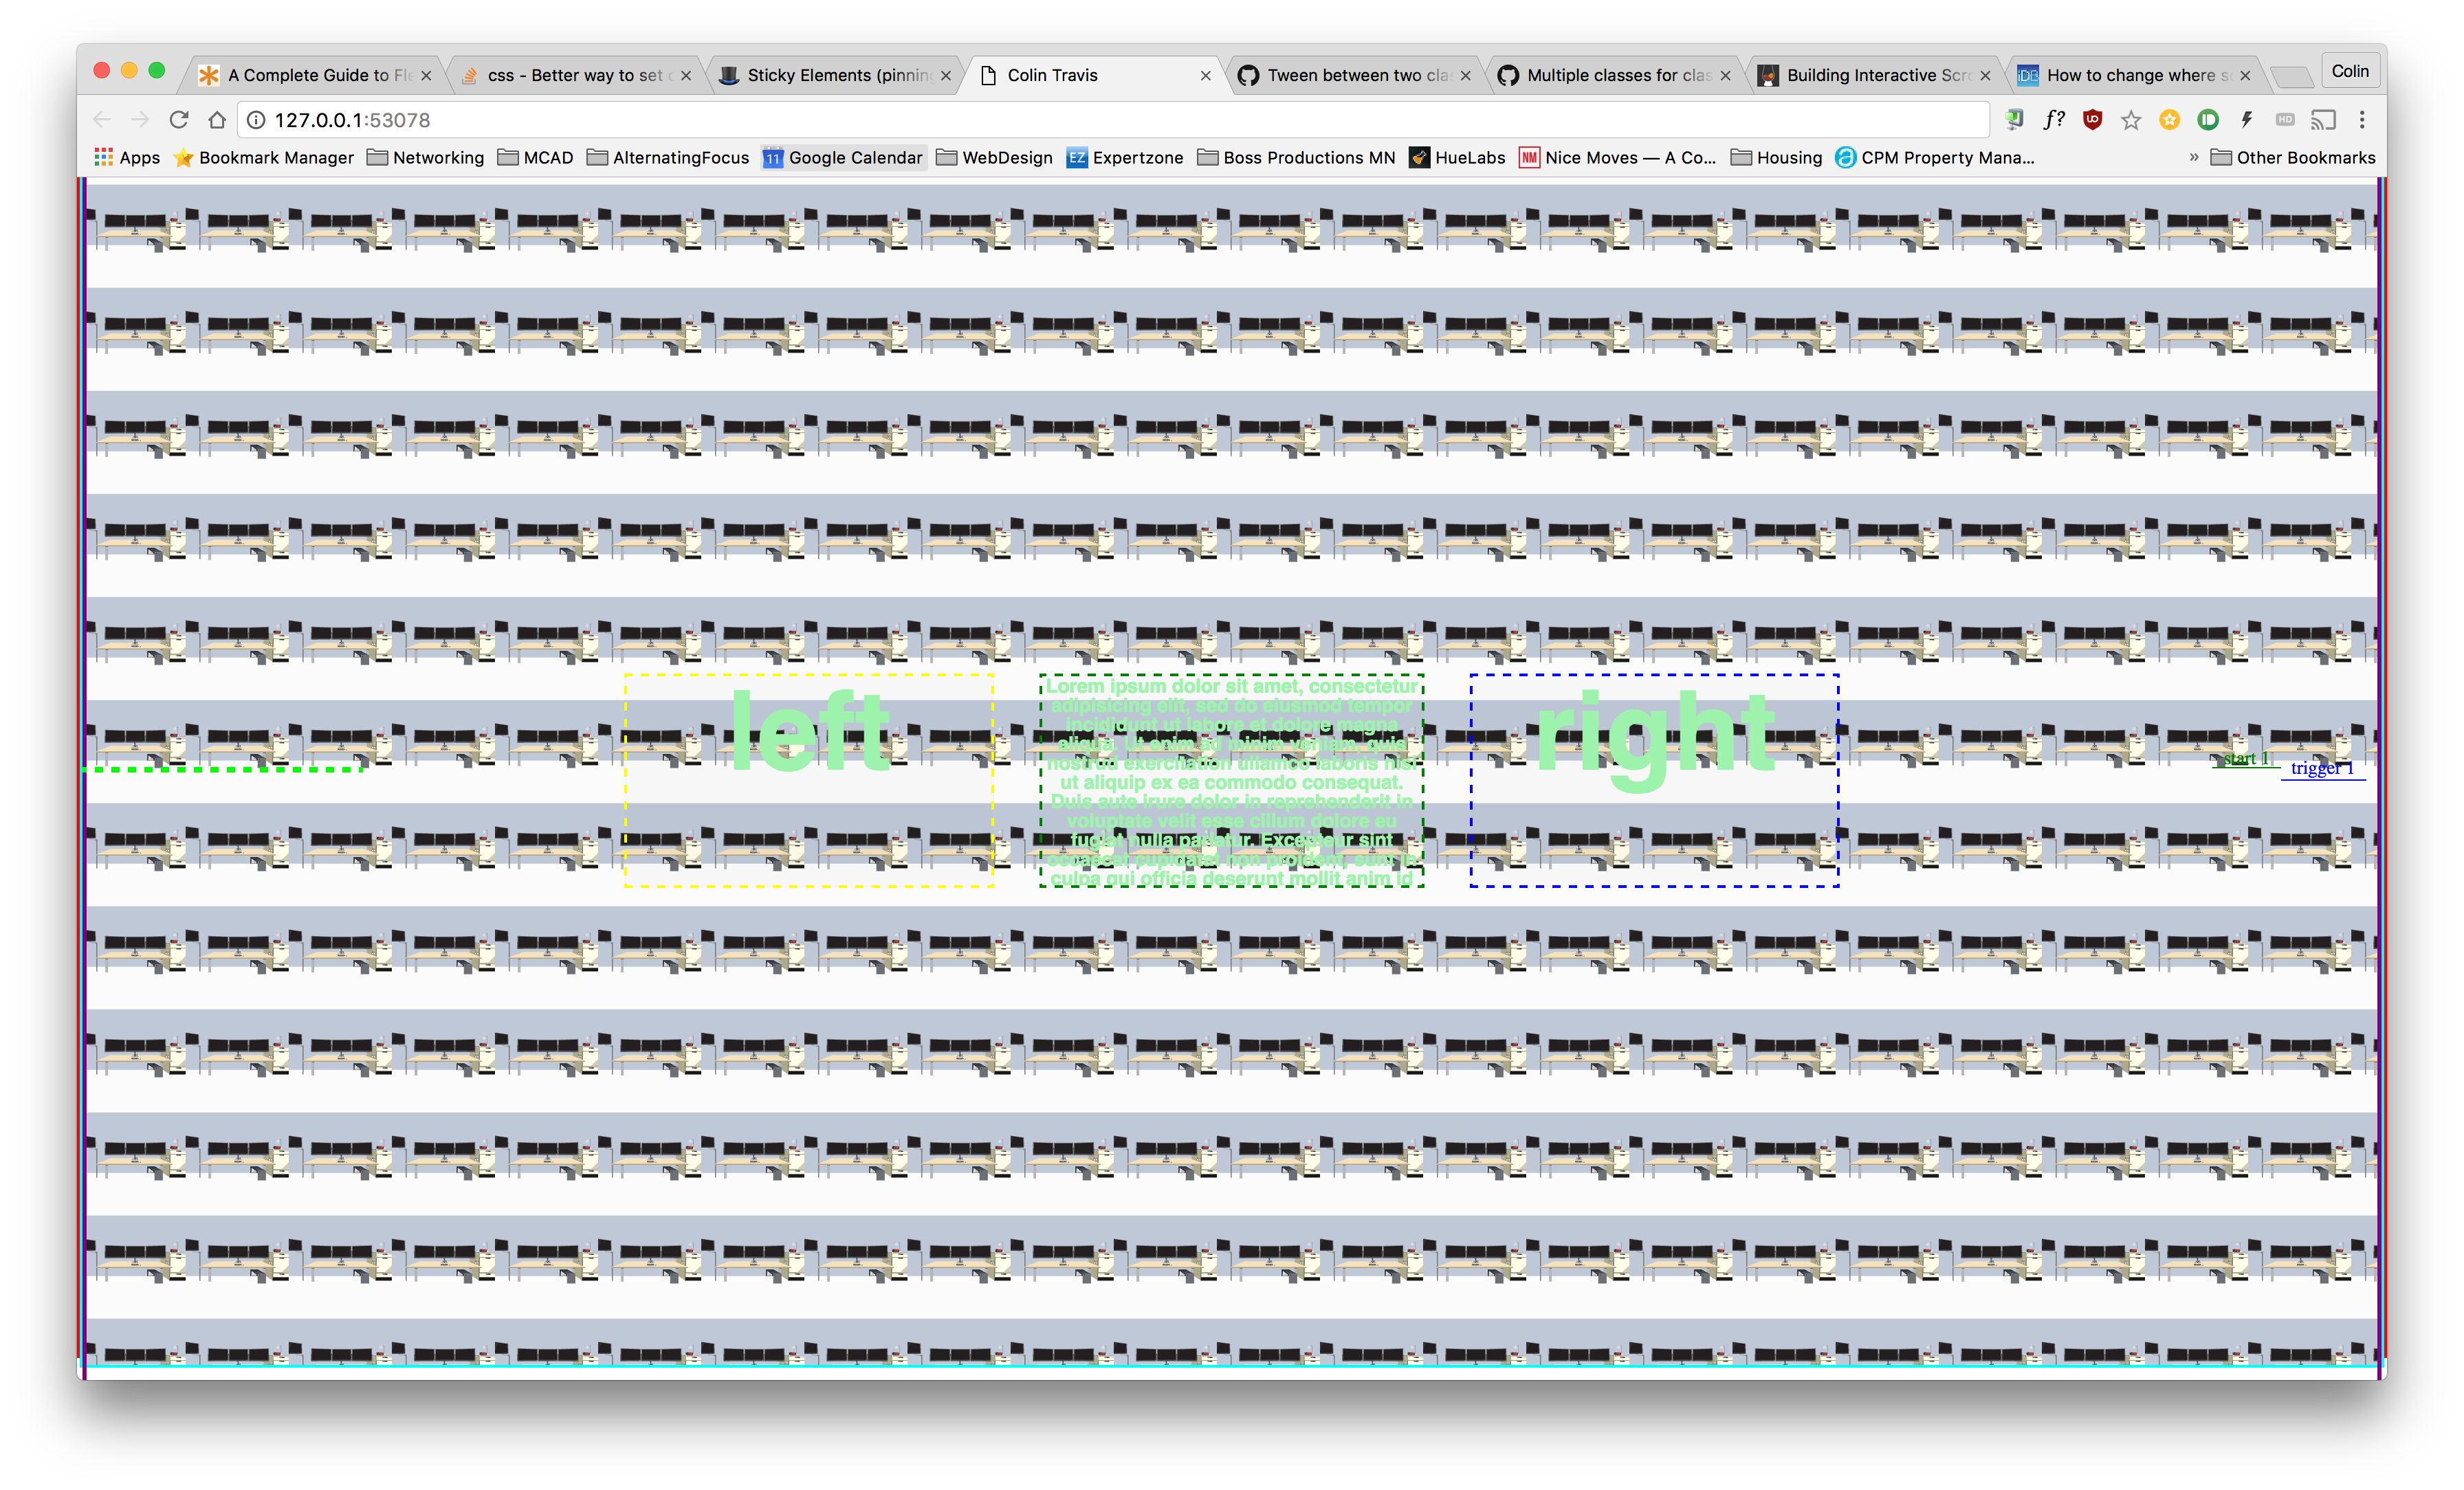 A Complete Guide to Fle
css - Better way to set
Sticky Elements (pinning
Colin Travis
Tween between two cla
Multiple classes for clas
Building Interactive Scro
How to change where s
Colin
127.0.0.1:53078
f?
Apps
Bookmark Manager
Networking
MCAD
AlternatingFocus
11
Google Calendar
WebDesign
EZ
Expertzone
Boss Productions MN
HueLabs
NM
Nice Moves — A Co...
Housing
CPM Property Mana...
»
Other Bookmarks
left
Lorem ipsum dolor sit amet, consectetur
adipisicing elit, sed do eiusmod tempor
incididunt ut labore et dolore magna
aliqua. Ut enim ad minim veniam, quis
nostrud exercitation ullamco laboris nisi
ut aliquip ex ea commodo consequat.
Duis aute irure dolor in reprehenderit in
voluptate velit esse cillum dolore eu
fugiat nulla pariatur. Excepteur sint
occaecat cupidatat non proident, sunt in
culpa qui officia deserunt mollit anim id
right
start 1
trigger 1